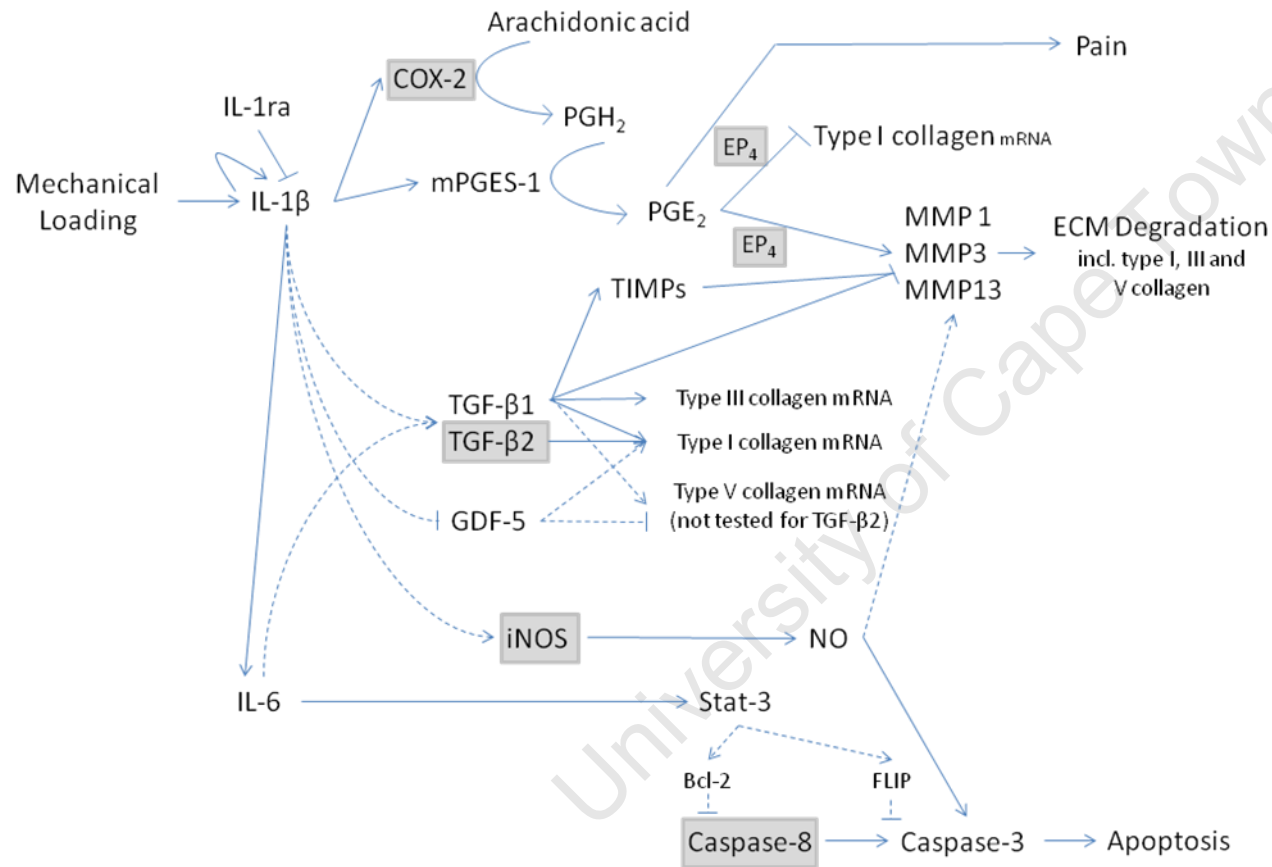 Arachidonic acid
Pain
COX-2
IL-1ra
PGH2
EP4
Type I collagen mRNA
Mechanical
Loading
IL-1β
mPGES-1
PGE2
MMP 1
MMP3
MMP13
EP4
ECM Degradation
incl. type I, III and
V collagen
TIMPs
TGF-β1
TGF-β2
Type III collagen mRNA
Type I collagen mRNA
Type V collagen mRNA
(not tested for TGF-β2)
GDF-5
iNOS
NO
IL-6
Stat-3
Bcl-2
FLIP
Caspase-8
Caspase-3
Apoptosis
University of Cape Town